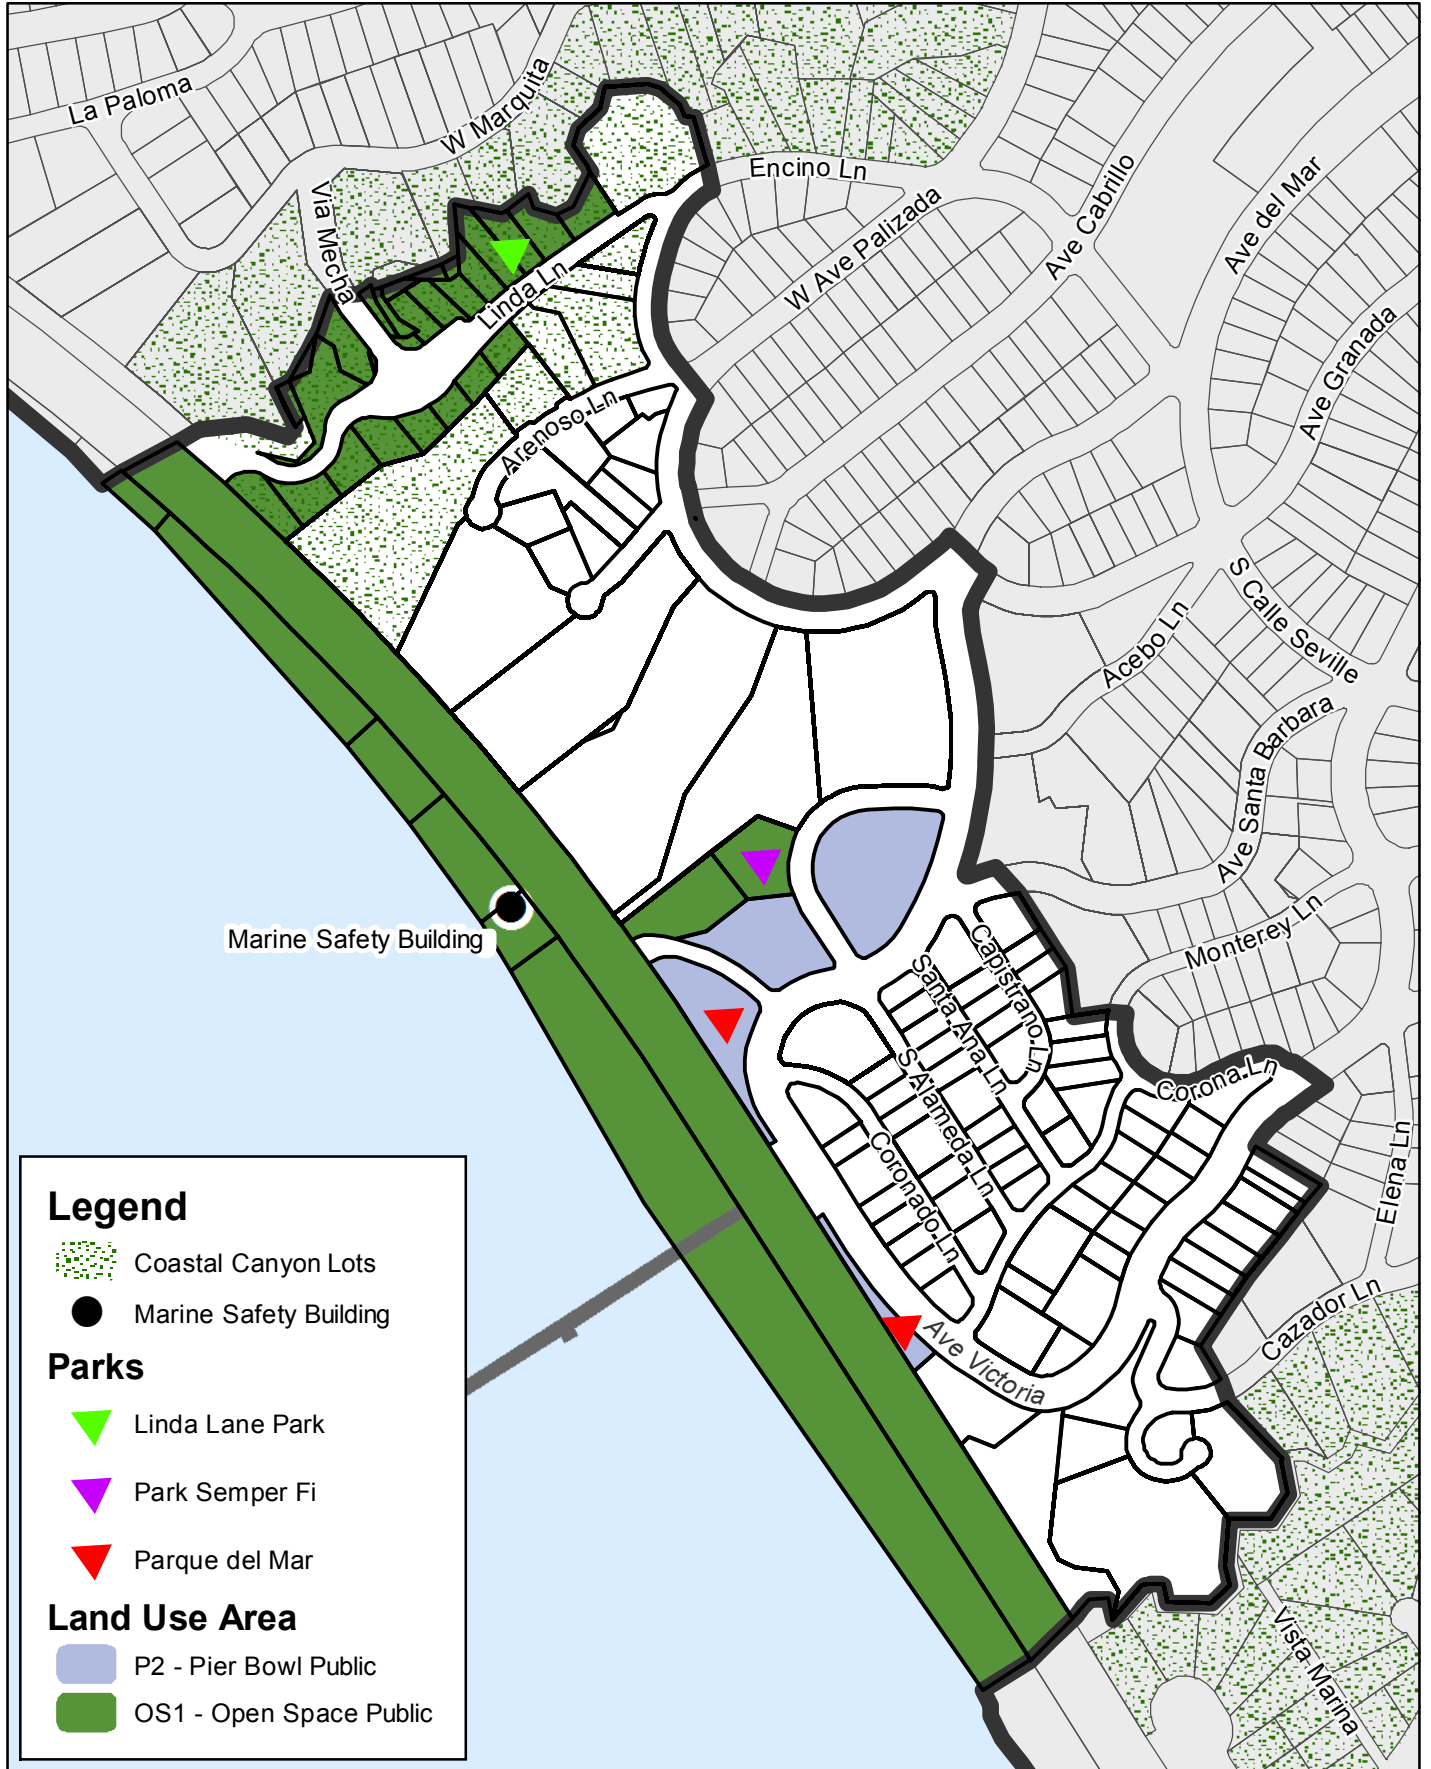 La Paloma
W Marquita
Via Mecha
Encino Ln
W Ave Palizada
Ave Cabrillo
Ave del Mar
Ave Granada
Linda Ln
Arenoso Ln
S Calle Seville
Acebo Ln
Ave Santa Barbara
Monterey Ln
Marine Safety Building
Capistrano Ln
Santa Ana Ln
S Alameda Ln
Coronado Ln
Corona Ln
Elena Ln
Cazador Ln
Ave Victoria
Vista Marina
Legend
Coastal Canyon Lots
Marine Safety Building
Parks
Linda Lane Park
Park Semper Fi
Parque del Mar
Land Use Area
P2 - Pier Bowl Public
OS1 - Open Space Public